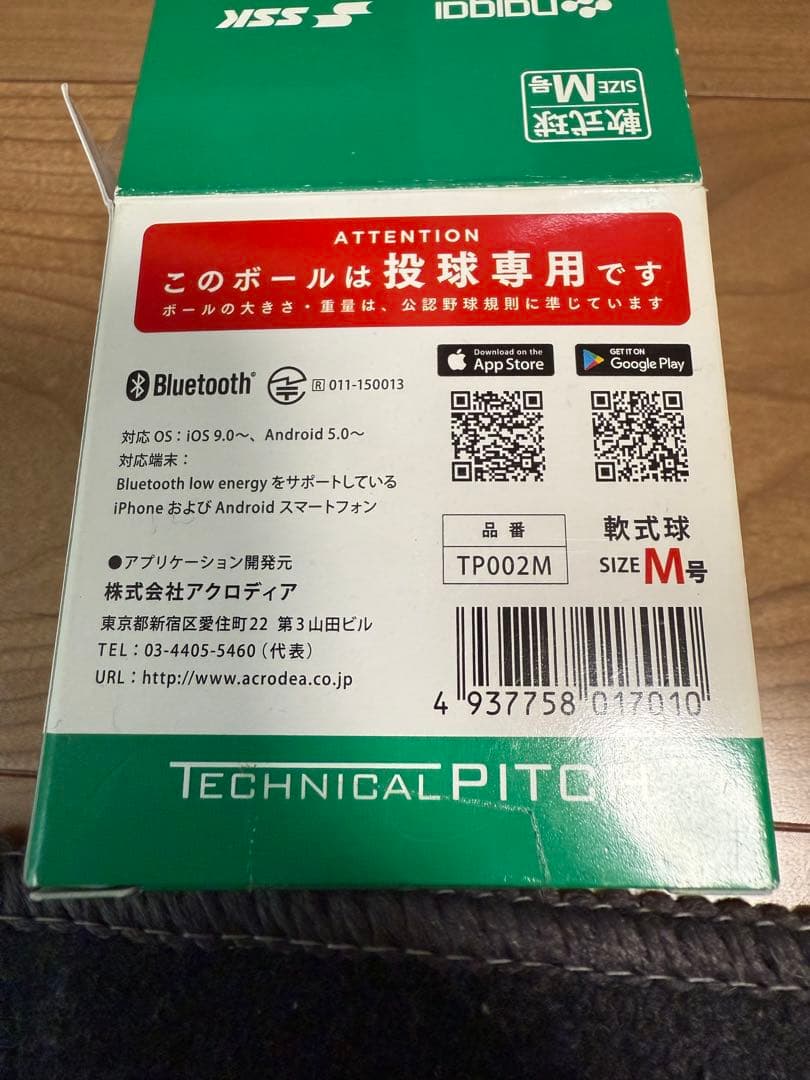 naigai
SSK
軟式球
SIZE M号
ATTENTION
このボールは投球専用です
ボールの大きさ・重量は、公認野球規則に準じています
Bluetooth
R 011-150013
Download on the
App Store
GET IT ON
Google Play
対応 OS：iOS 9.0～、Android 5.0～
対応端末：
Bluetooth low energy をサポートしている
iPhone および Android スマートフォン
品番
TP002M
軟式球
SIZE M号
●アプリケーション開発元
株式会社アクロディア
東京都新宿区愛住町22 第3山田ビル
TEL：03-4405-5460（代表）
URL：http://www.acrodea.co.jp
4 937758 017010
TECHNICALPITCH